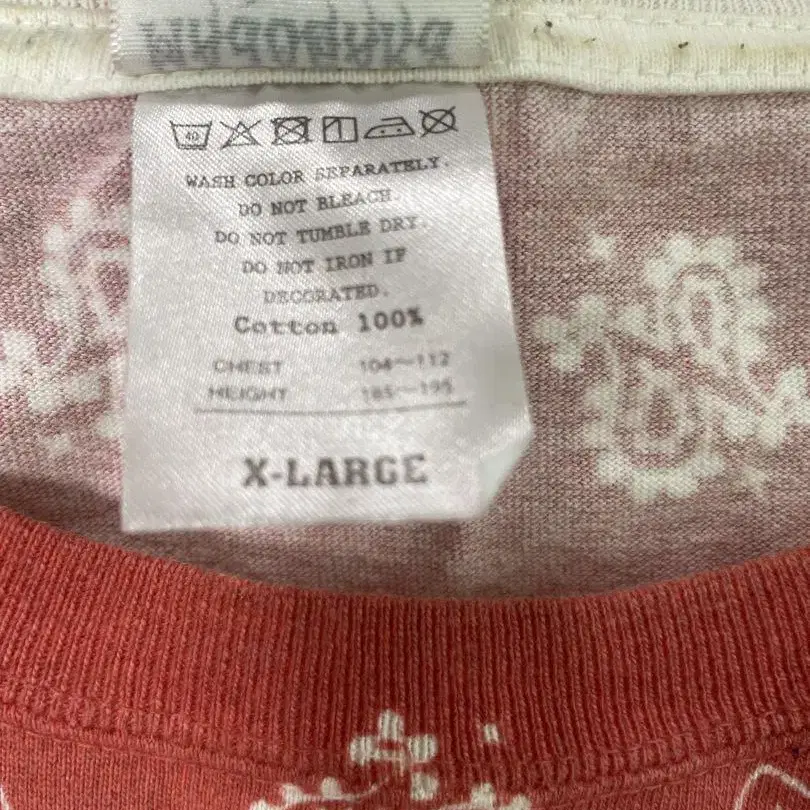 40
WASH COLOR SEPARATELY.
DO NOT BLEACH.
DO NOT TUMBLE DRY.
DO NOT IRON IF
DECORATED.
Cotton 100%
CHEST 104~112
HEIGHT 185~195
X-LARGE